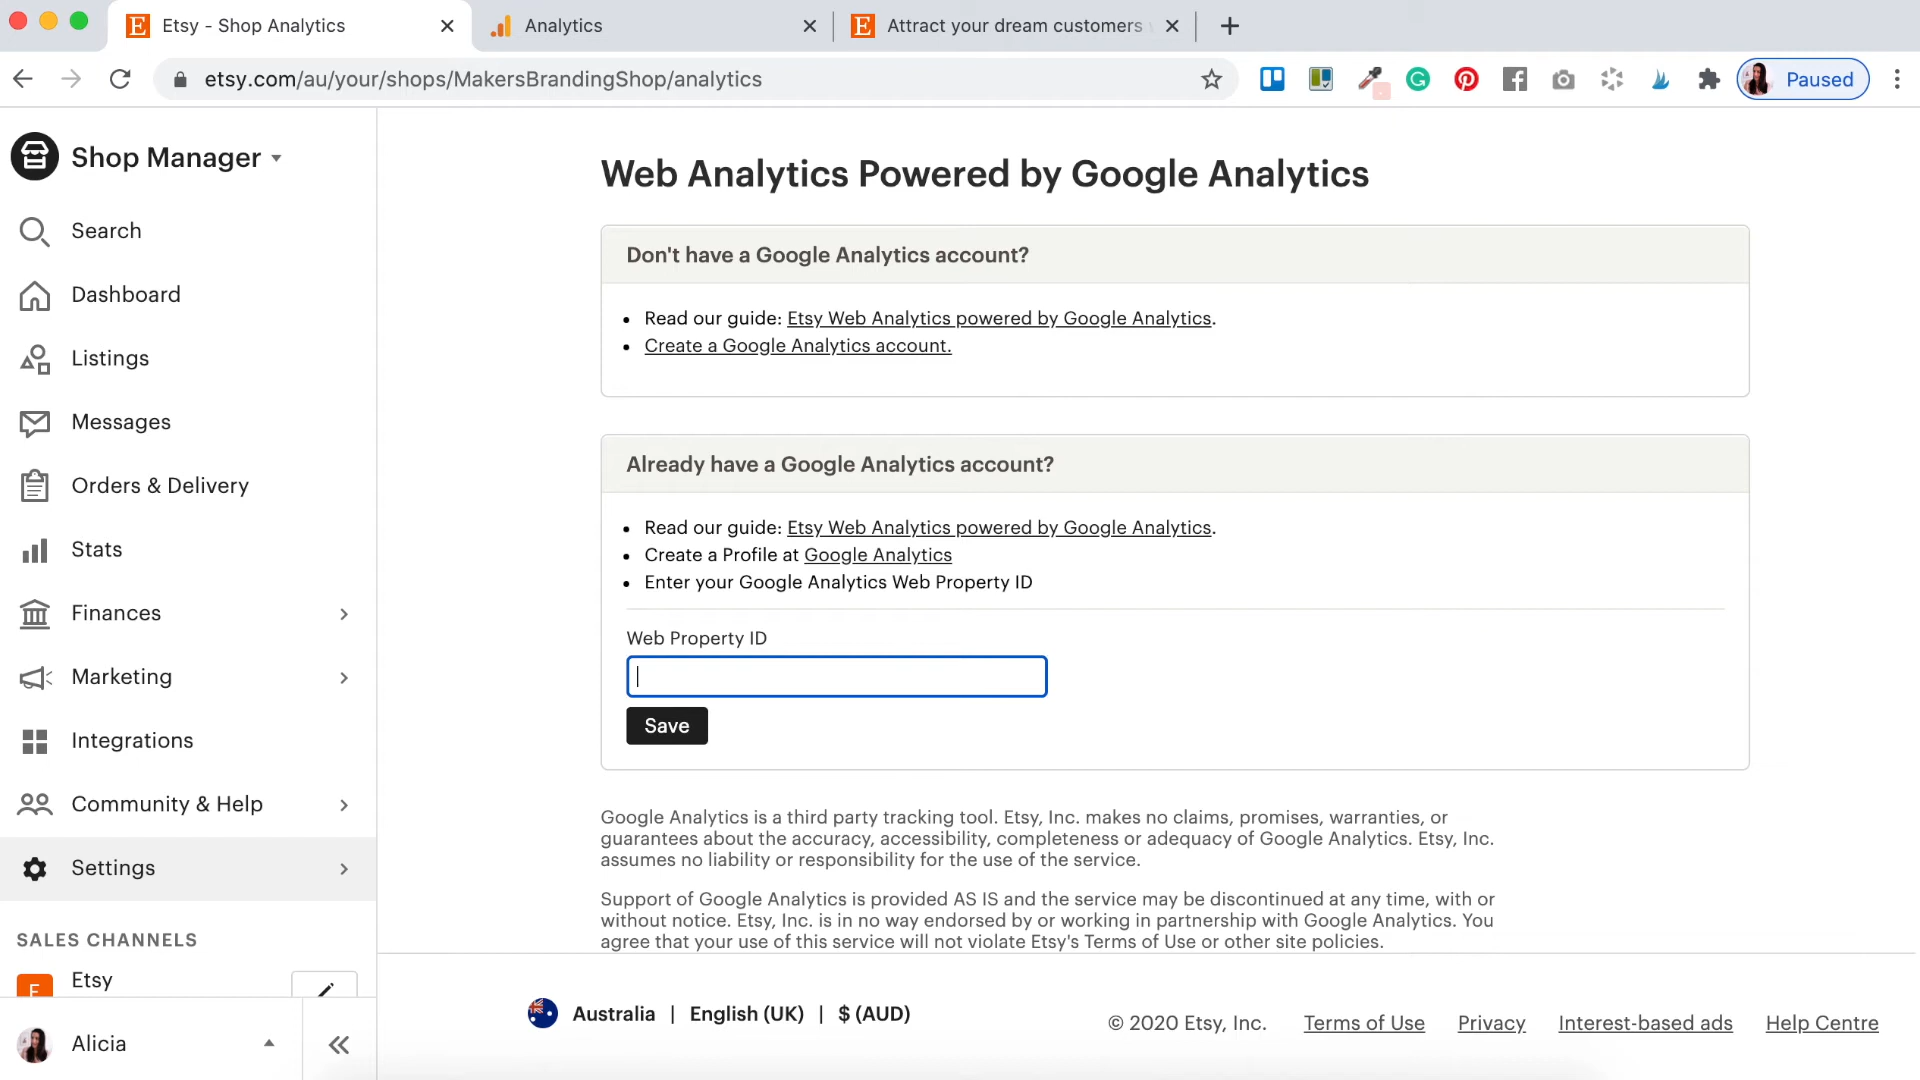 Etsy - Shop Analytics
Analytics
Attract your dream customers
etsy.com/au/your/shops/MakersBrandingShop/analytics
Paused
Shop Manager
Search
Dashboard
Listings
Messages
Orders & Delivery
Stats
Finances
Marketing
Integrations
Community & Help
Settings
SALES CHANNELS
E
Etsy
Alicia
Web Analytics Powered by Google Analytics
Don't have a Google Analytics account?
Read our guide: Etsy Web Analytics powered by Google Analytics.
Create a Google Analytics account.
Already have a Google Analytics account?
Read our guide: Etsy Web Analytics powered by Google Analytics.
Create a Profile at Google Analytics
Enter your Google Analytics Web Property ID
Web Property ID
Save
Google Analytics is a third party tracking tool. Etsy, Inc. makes no claims, promises, warranties, or
guarantees about the accuracy, accessibility, completeness or adequacy of Google Analytics. Etsy, Inc.
assumes no liability or responsibility for the use of the service.
Support of Google Analytics is provided AS IS and the service may be discontinued at any time, with or
without notice. Etsy, Inc. is in no way endorsed by or working in partnership with Google Analytics. You
agree that your use of this service will not violate Etsy's Terms of Use or other site policies.
Australia | English (UK) | $ (AUD)
© 2020 Etsy, Inc. Terms of Use Privacy Interest-based ads Help Centre